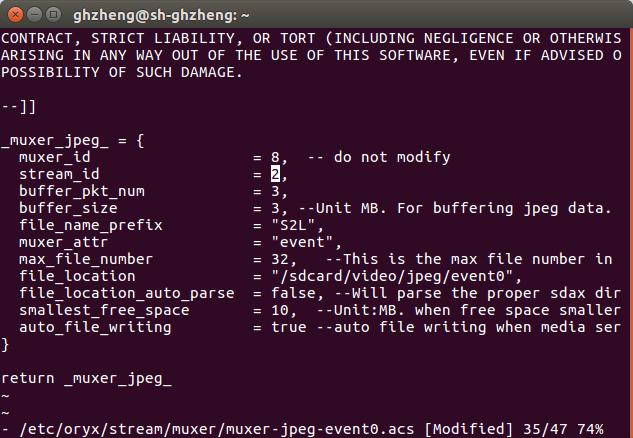 ghzheng@sh-ghzheng: ~
CONTRACT, STRICT LIABILITY, OR TORT (INCLUDING NEGLIGENCE OR OTHERWIS
ARISING IN ANY WAY OUT OF THE USE OF THIS SOFTWARE, EVEN IF ADVISED O
POSSIBILITY OF SUCH DAMAGE.
--]]
_muxer_jpeg_ = {
  muxer_id                 = 8,  -- do not modify
  stream_id                = 2,
  buffer_pkt_num           = 3,
  buffer_size              = 3, --Unit MB. For buffering jpeg data.
  file_name_prefix         = "S2L",
  muxer_attr               = "event",
  max_file_number          = 32,   --This is the max file number in
  file_location            = "/sdcard/video/jpeg/event0",
  file_location_auto_parse = false, --Will parse the proper sdax dir
  smallest_free_space      = 10,  --Unit:MB. when free space smaller
  auto_file_writing        = true --auto file writing when media ser
}
return _muxer_jpeg_
~
~
- /etc/oryx/stream/muxer/muxer-jpeg-event0.acs [Modified] 35/47 74%